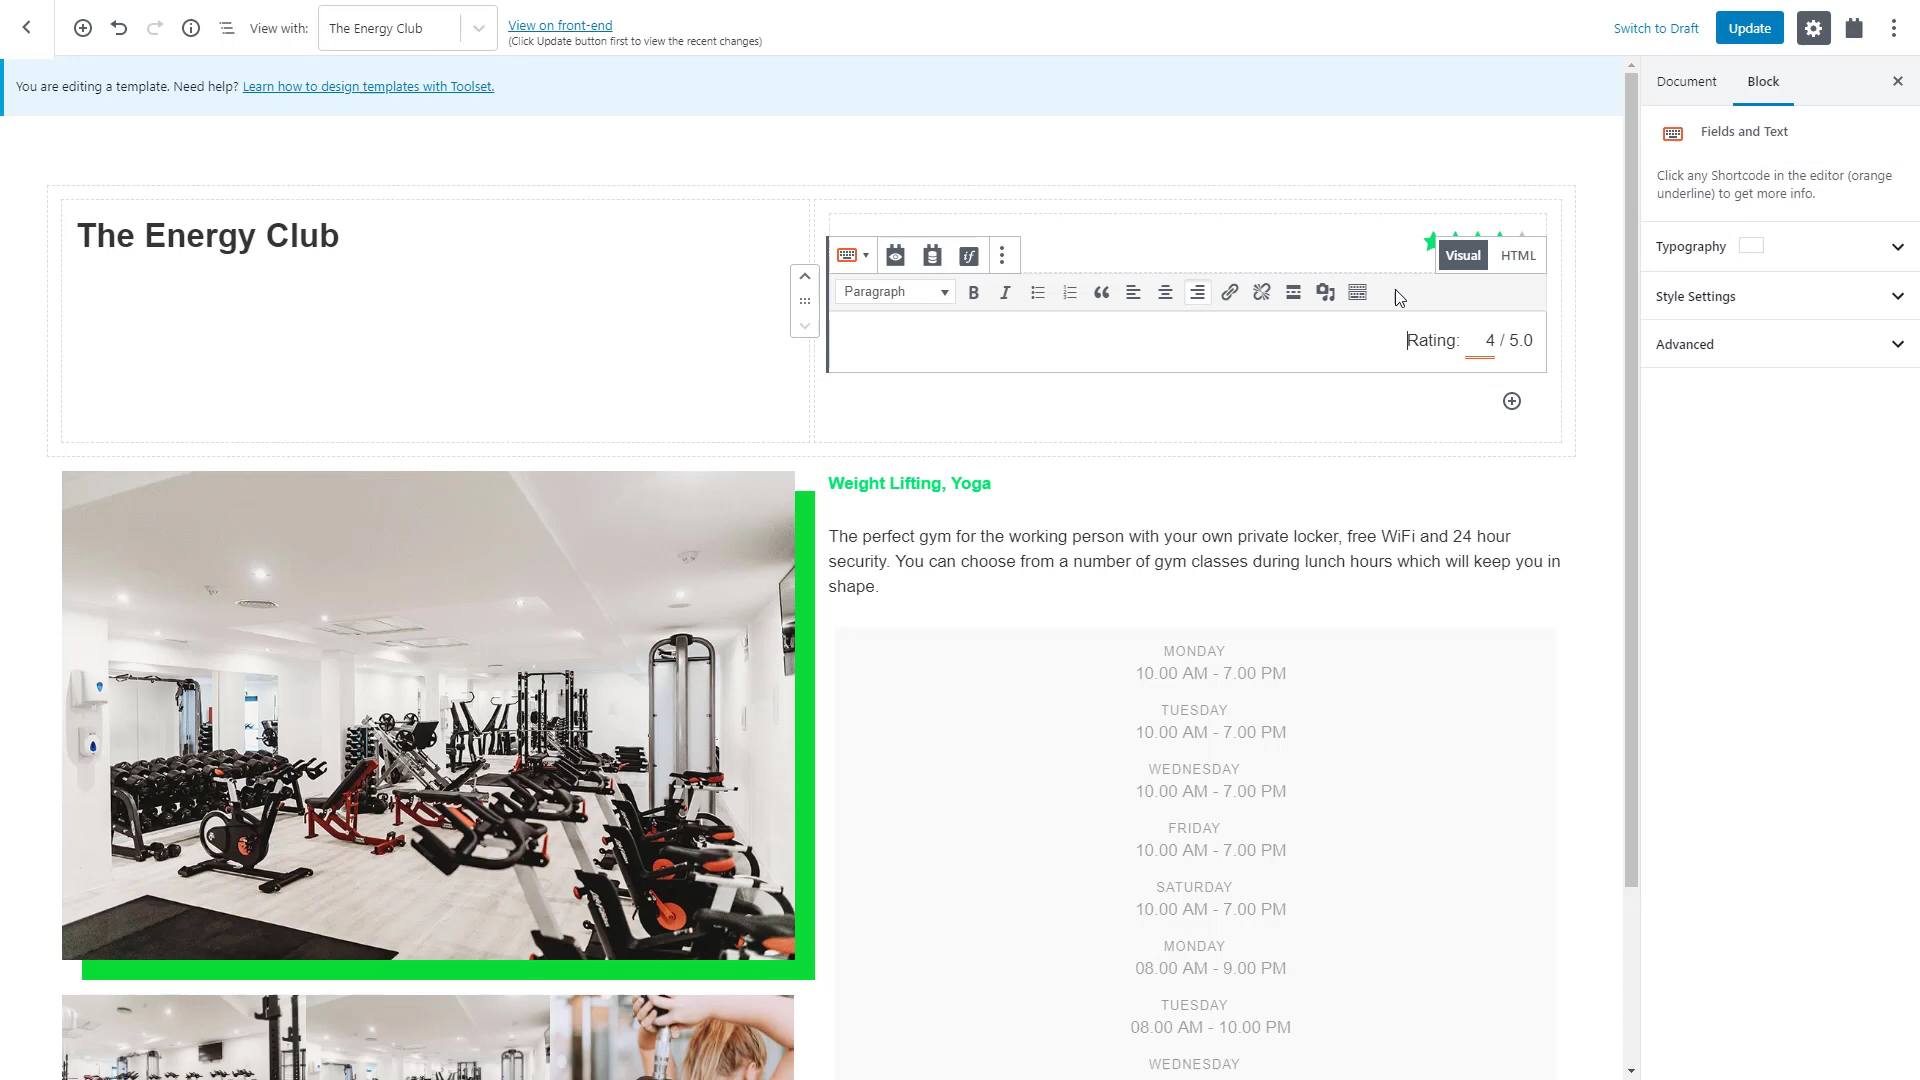 View with:
The Energy Club
View on front-end
(Click Update button first to view the recent changes)
Switch to Draft
Update
You are editing a template. Need help? Learn how to design templates with Toolset.
Document
Block
Fields and Text
Click any Shortcode in the editor (orange
underline) to get more info.
Typography
Style Settings
Advanced
The Energy Club
if
Visual
HTML
Paragraph
B
I
Rating: 4 / 5.0
Weight Lifting, Yoga
The perfect gym for the working person with your own private locker, free WiFi and 24 hour
security. You can choose from a number of gym classes during lunch hours which will keep you in
shape.
MONDAY
10.00 AM - 7.00 PM
TUESDAY
10.00 AM - 7.00 PM
WEDNESDAY
10.00 AM - 7.00 PM
FRIDAY
10.00 AM - 7.00 PM
SATURDAY
10.00 AM - 7.00 PM
MONDAY
08.00 AM - 9.00 PM
TUESDAY
08.00 AM - 10.00 PM
WEDNESDAY